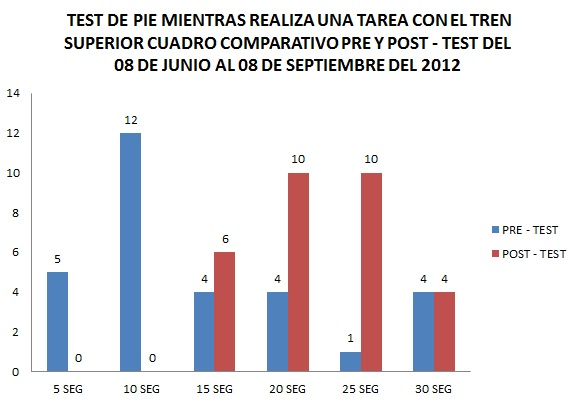 TEST DE PIE MIENTRAS REALIZA UNA TAREA CON EL TREN
SUPERIOR CUADRO COMPARATIVO PRE Y POST - TEST DEL
08 DE JUNIO AL 08 DE SEPTIEMBRE DEL 2012
14
12
10
8
6
4
2
0
5
0
12
0
4
6
4
10
1
10
4
4
PRE - TEST
POST - TEST
5 SEG
10 SEG
15 SEG
20 SEG
25 SEG
30 SEG